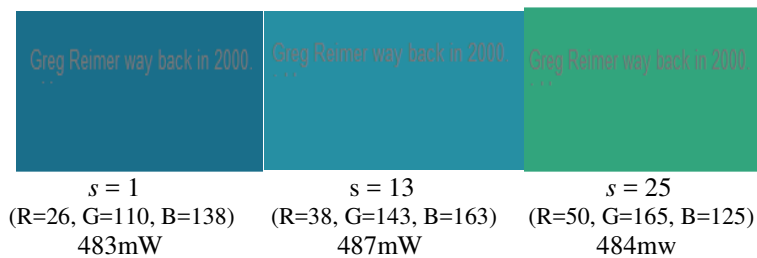 Greg Reimer way back in 2000. Greg Reimer way back in 2000. Greg Reimer way back in 2000.
s = 1 s = 13 s = 25
(R=26, G=110, B=138) (R=38, G=143, B=163) (R=50, G=165, B=125)
483mW 487mW 484mw